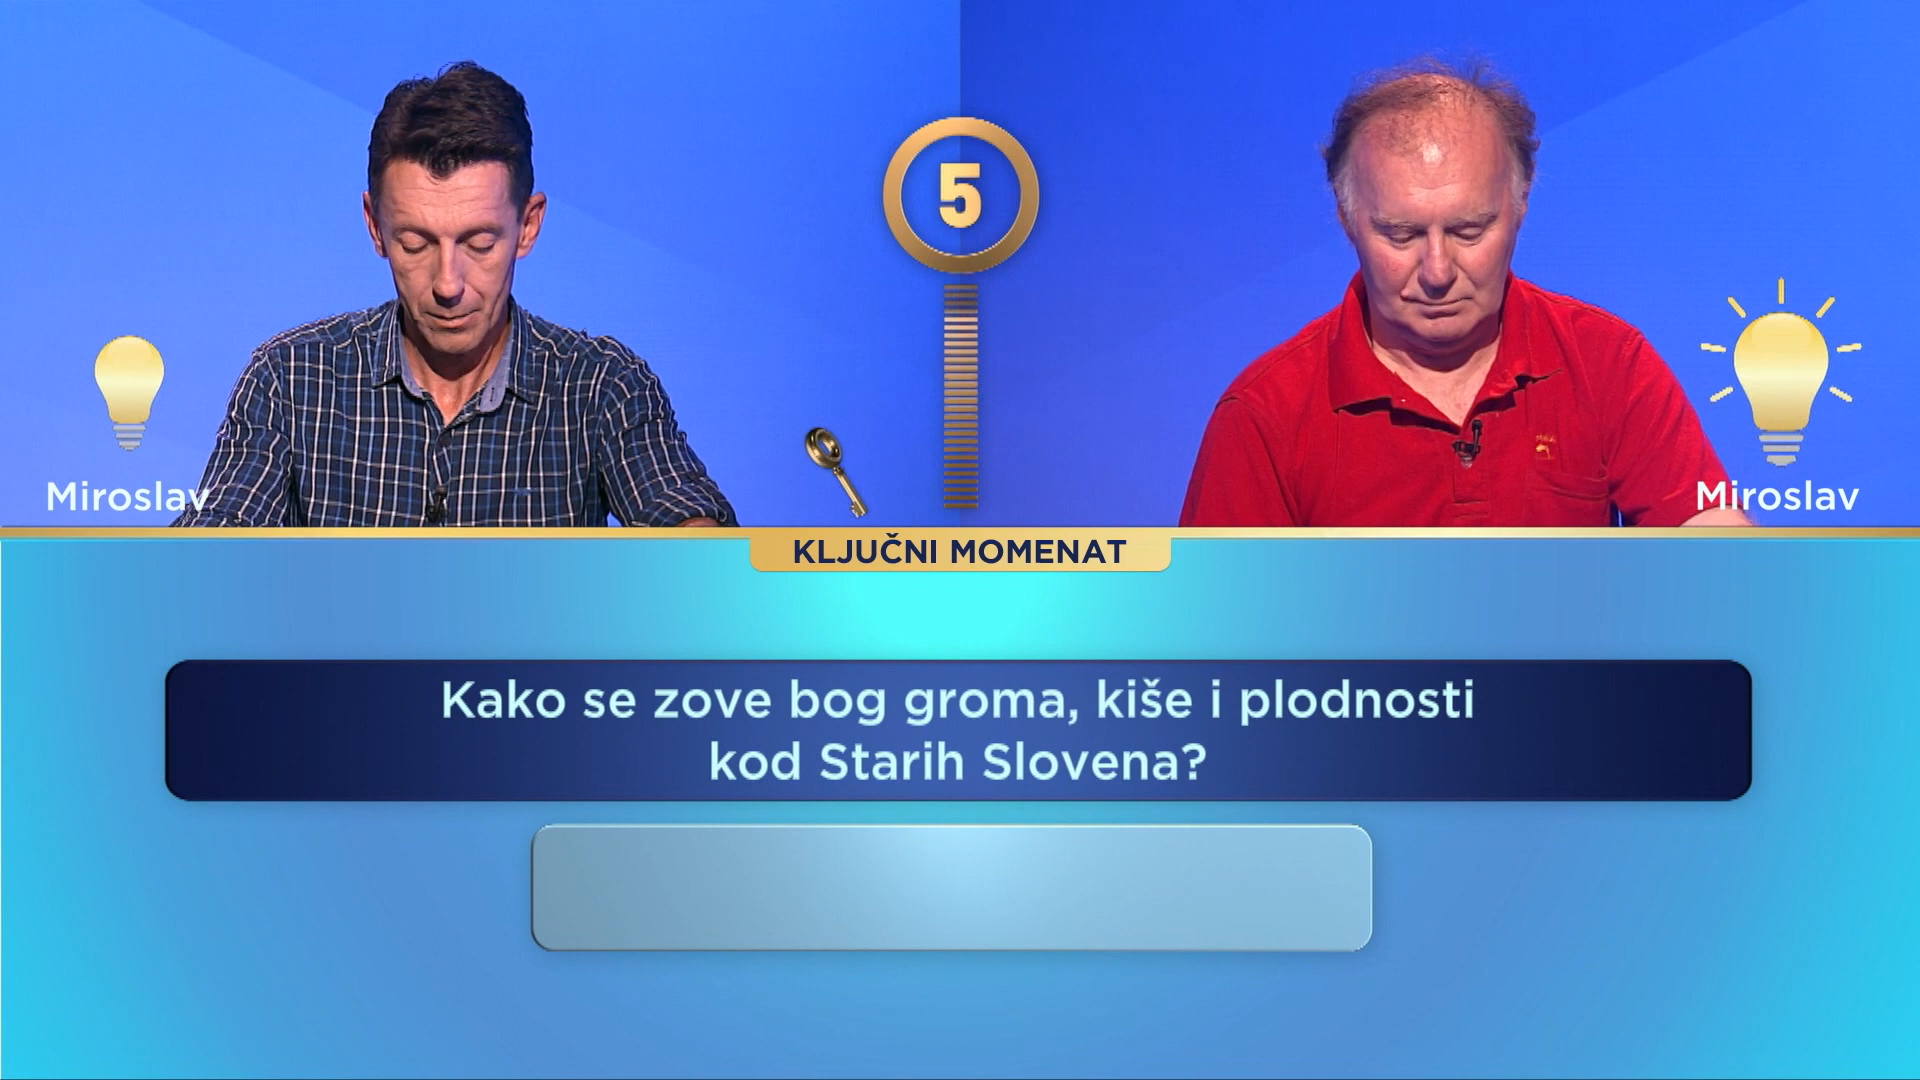 5
Miroslav
Miroslav
KLJUČNI MOMENAT
Kako se zove bog groma, kiše i plodnosti
kod Starih Slovena?